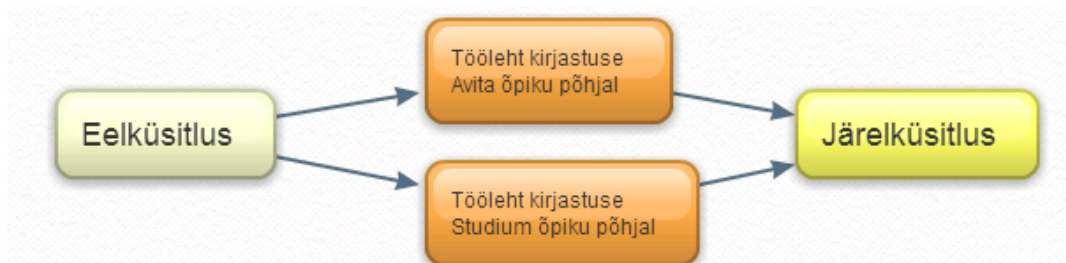 Eelküsitlus
Tööleht kirjastuse
Avita õpiku põhjal
Tööleht kirjastuse
Studium õpiku põhjal
Järelküsitlus